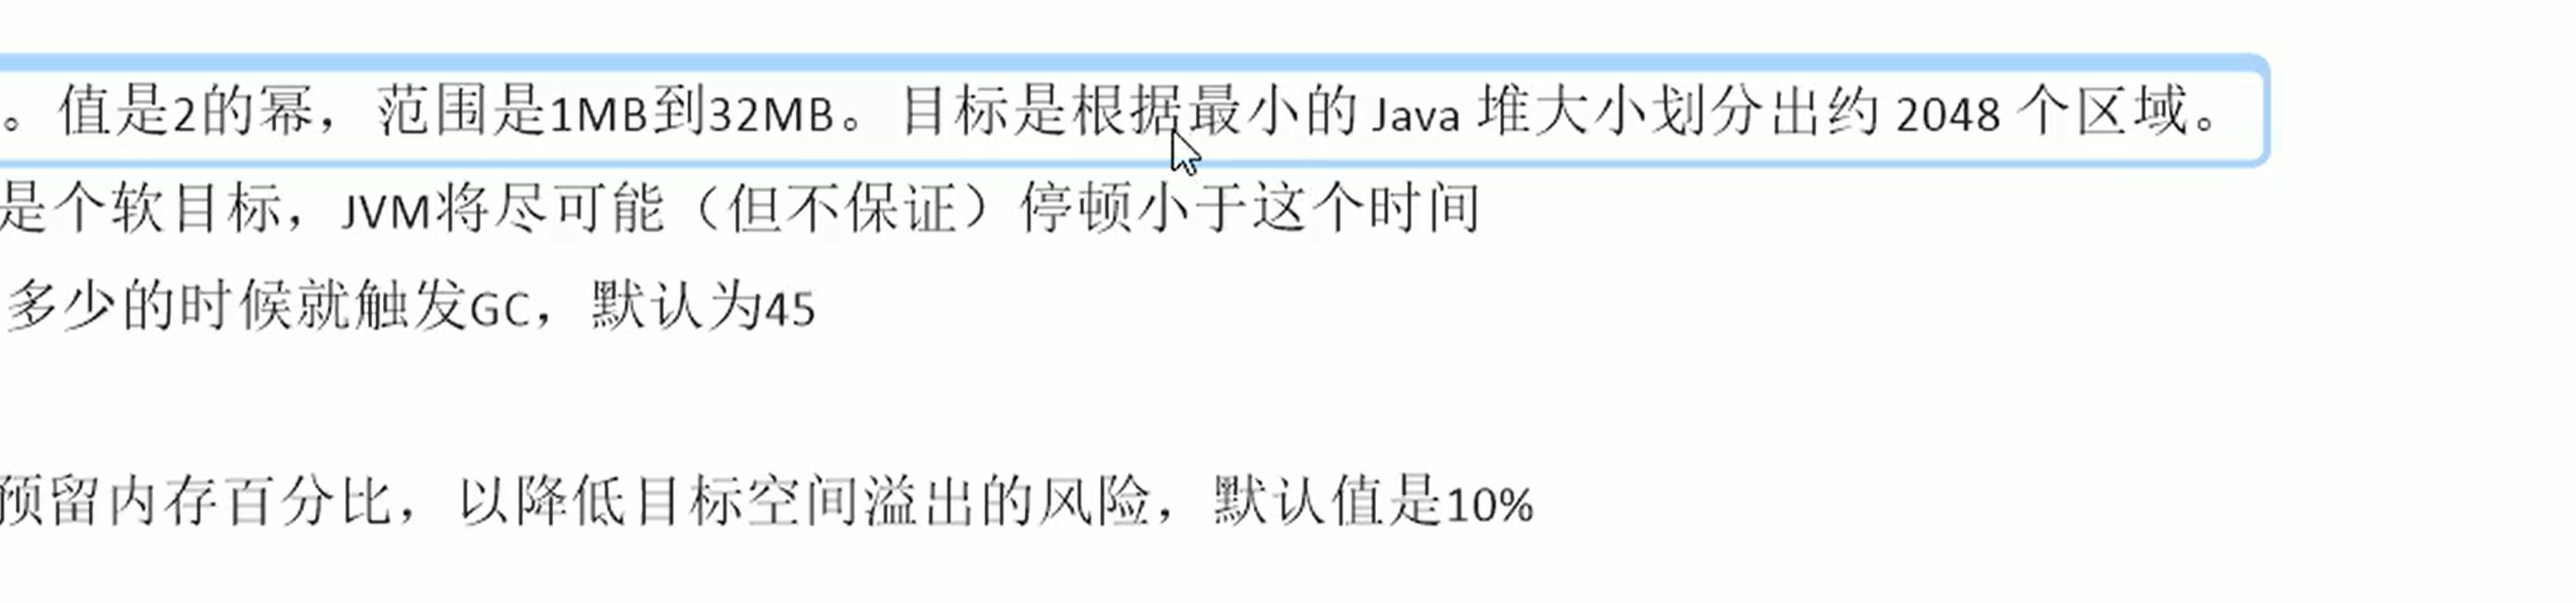 。值是2的幂，范围是1MB到32MB。目标是根据最小的 Java 堆大小划分出约 2048 个区域。
是个软目标，JVM将尽可能（但不保证）停顿小于这个时间
多少的时候就触发GC，默认为45
预留内存百分比，以降低目标空间溢出的风险，默认值是10%